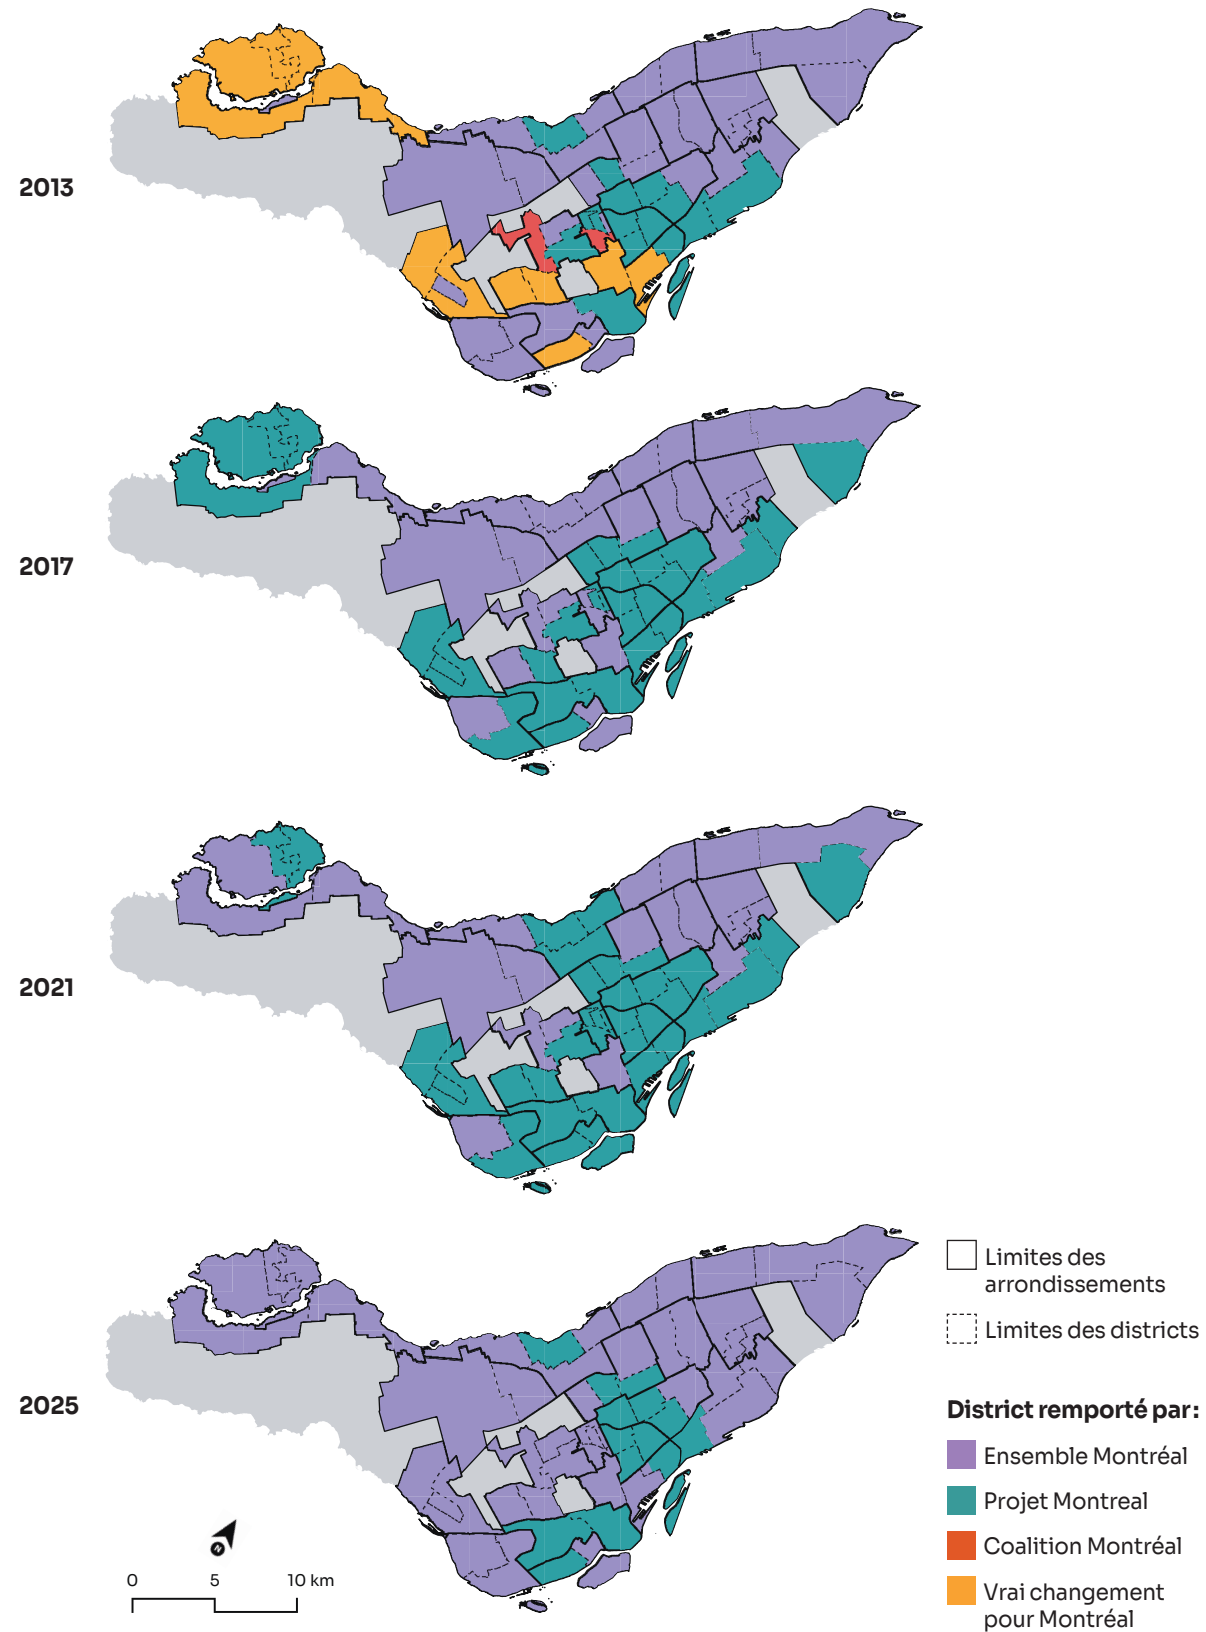 2013
2017
2021
2025
N
0 5 10 km
Limites des
arrondissements
Limites des districts
District remporté par :
Ensemble Montréal
Projet Montreal
Coalition Montréal
Vrai changement
pour Montréal